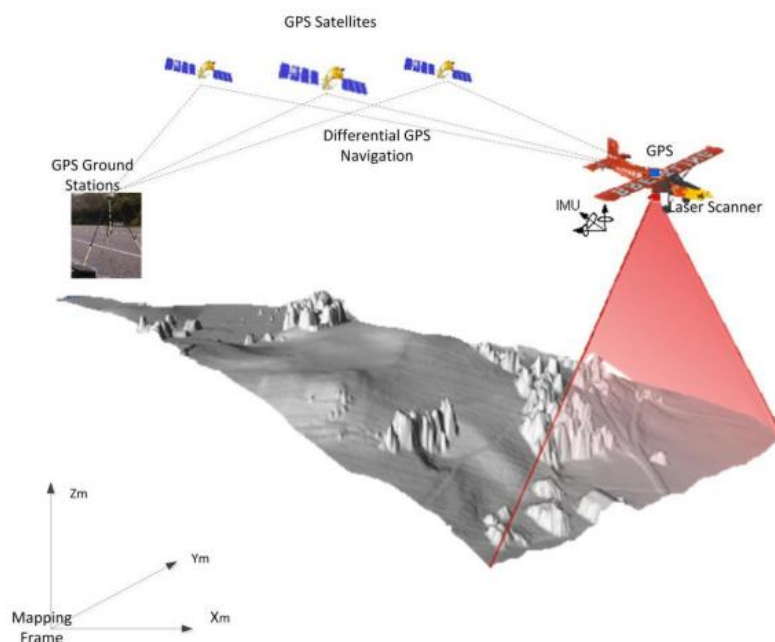 GPS Satellites
Differential GPS
Navigation
GPS Ground
Stations
GPS
IMU
Laser Scanner
Zm
Ym
Xm
Mapping
Frame